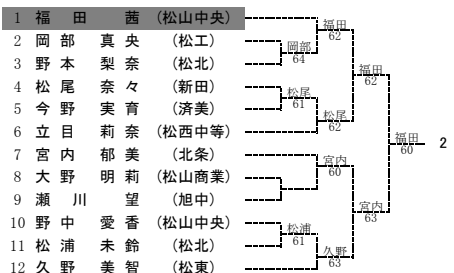 1 福田 茜 (松山中央)
2 岡部 真央 (松工)
3 野本 梨奈 (松北)
4 松尾 奈々 (新田)
5 今野 実育 (済美)
6 立目 莉奈 (松西中等)
7 宮内 郁美 (北条)
8 大野 明莉 (松山商業)
9 瀬川 望 (旭中)
10 野中 愛香 (松山中央)
11 松浦 未鈴 (松北)
12 久野 美智 (松東)
岡部
64
松尾
61
松浦
61
福田
62
松尾
62
宮内
60
久野
63
福田
62
宮内
63
福田
60
2